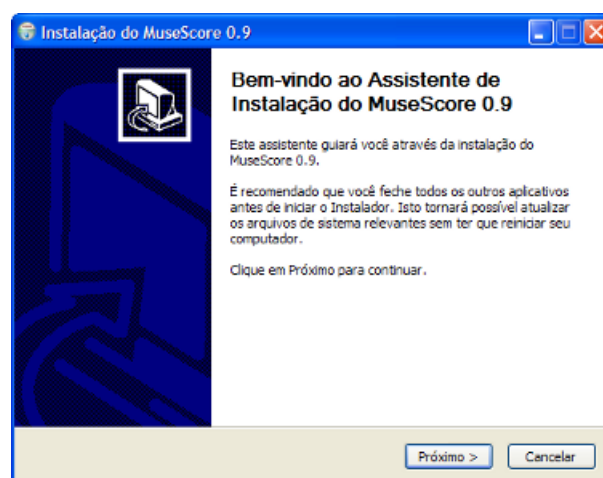 Instalação do MuseScore 0.9
Bem-vindo ao Assistente de
Instalação do MuseScore 0.9
Este assistente guiará você através da instalação do
MuseScore 0.9.
É recomendado que você feche todos os outros aplicativos
antes de iniciar o Instalador. Isto tornará possível atualizar
os arquivos de sistema relevantes sem ter que reiniciar seu
computador.
Clique em Próximo para continuar.
Próximo >
Cancelar